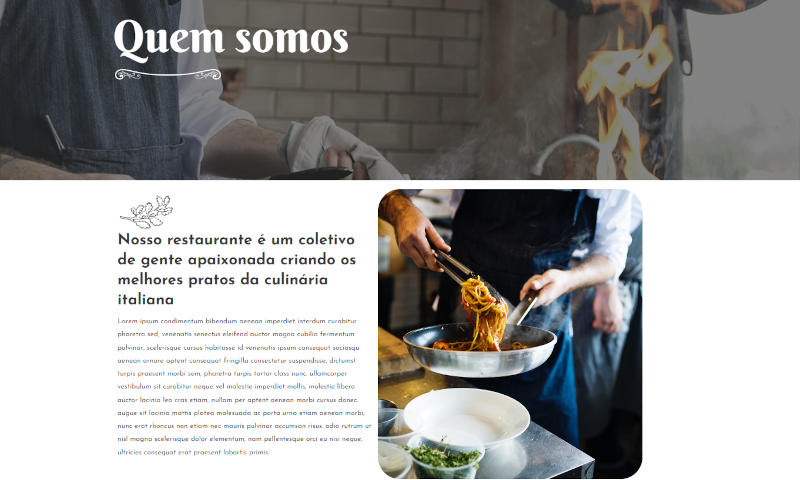 Quem somos
Nosso restaurante é um coletivo
de gente apaixonada criando os
melhores pratos da culinária
italiana
Lorem ipsum condimentum bibendum aenean imperdiet interdum curabitur
pharetra sed, venenatis senectus eleifend auctor magna cubilia fermentum
pulvinar, scelerisque cursus habitasse id venenatis ipsum consequat sociosqu
aenean ornare aptent consequat fringilla consectetur suspendisse, dictumst
turpis praesent morbi sem, pharetra turpis tortor class nunc, ullamcorper
vestibulum sit curabitur neque vel molestie imperdiet mollis, molestie libero
auctor lacinia leo cras etiam, nullam per aptent aenean morbi cursus donec,
augue sit lacinia mattis platea malesuada ac porta urna etiam aenean morbi,
nunc erat rhoncus non etiam nec mauris pulvinar accumsan risus, odio rutrum ut
nisl magna scelerisque dolor elementum, nam pellentesque orci eu nisi neque,
ultricies consequat erat praesent lobortis primis.